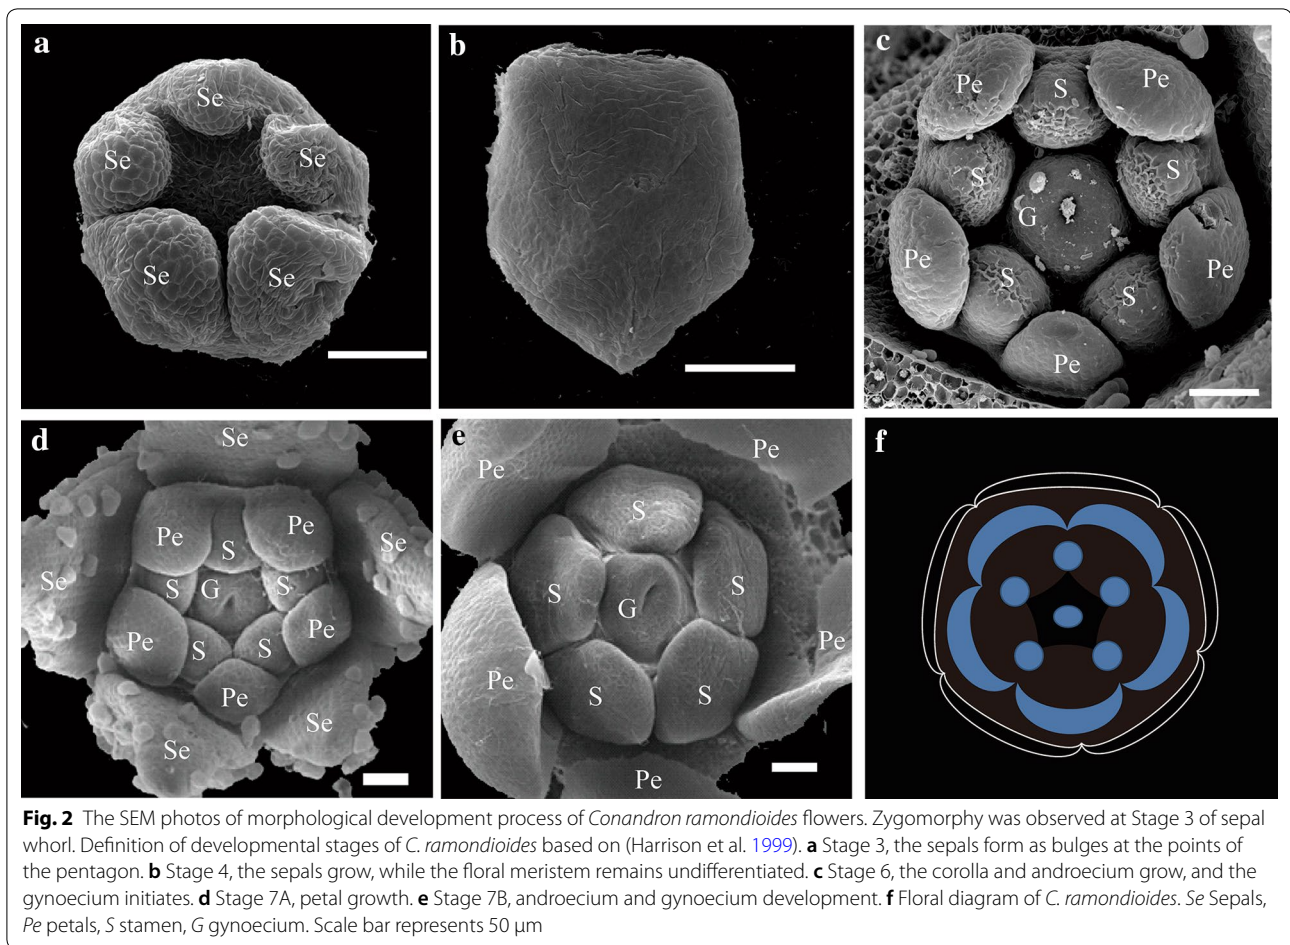 a
b
c
Se
Se
Se
Se
Se
Pe
S
Pe
S
S
G
Pe
Pe
S
S
Pe
d
e
f
Se
Se
Se
Pe
Pe
S
S
G
S
Pe
Pe
S
S
Pe
Se
Se
Pe
Pe
S
S
S
G
Pe
Pe
S
S
Pe
Fig. 2 The SEM photos of morphological development process of Conandron ramondioides flowers. Zygomorphy was observed at Stage 3 of sepal
whorl. Definition of developmental stages of C. ramondioides based on (Harrison et al. 1999). a Stage 3, the sepals form as bulges at the points of
the pentagon. b Stage 4, the sepals grow, while the floral meristem remains undifferentiated. c Stage 6, the corolla and androecium grow, and the
gynoecium initiates. d Stage 7A, petal growth. e Stage 7B, androecium and gynoecium development. f Floral diagram of C. ramondioides. Se Sepals,
Pe petals, S stamen, G gynoecium. Scale bar represents 50 μm